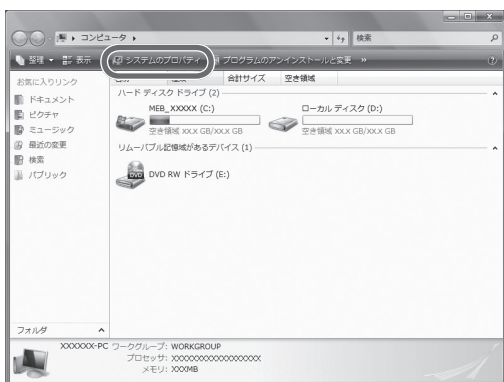 コンピュータ
検索
整理 表示 システムのプロパティ プログラムのアンインストールと変更 »
お気に入りリンク
ドキュメント
ピクチャ
ミュージック
最近の変更
検索
パブリック
フォルダ
合計サイズ 空き領域
ハード ディスク ドライブ (2)
MEB_XXXXX (C:)
空き領域 XX.X GB/XX.X GB
ローカル ディスク (D:)
空き領域 XX.X GB/XX.X GB
リムーバブル記憶域があるデバイス (1)
DVD RW ドライブ (E:)
DVD
XXXXXX-PC ワークグループ: WORKGROUP
プロセッサ: XXXXXXXXXXXXXXXXX
メモリ: XXXMB